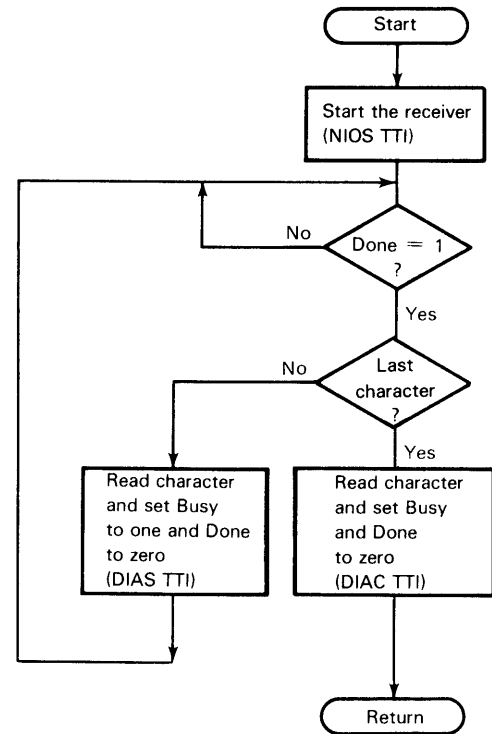 Start
Start the receiver
(NIOS TTI)
No
Done = 1
?
Yes
No
Last
character
?
Yes
Read character
and set Busy
to one and Done
to zero
(DIAS TTI)
Read character
and set Busy
and Done
to zero
(DIAC TTI)
Return